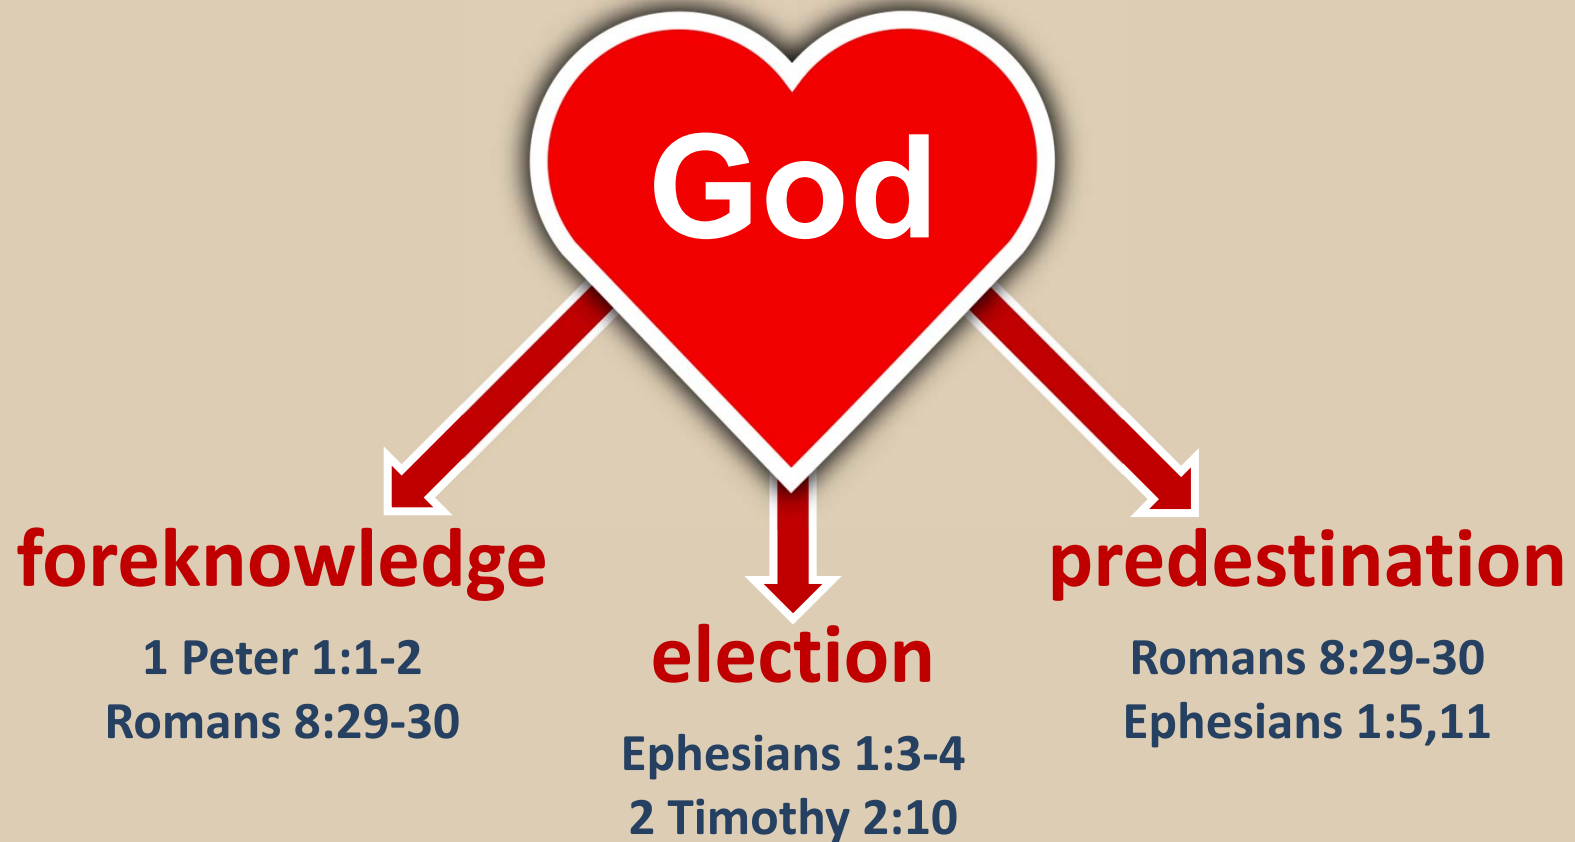 God
foreknowledge
1 Peter 1:1-2
Romans 8:29-30
election
Ephesians 1:3-4
2 Timothy 2:10
predestination
Romans 8:29-30
Ephesians 1:5,11